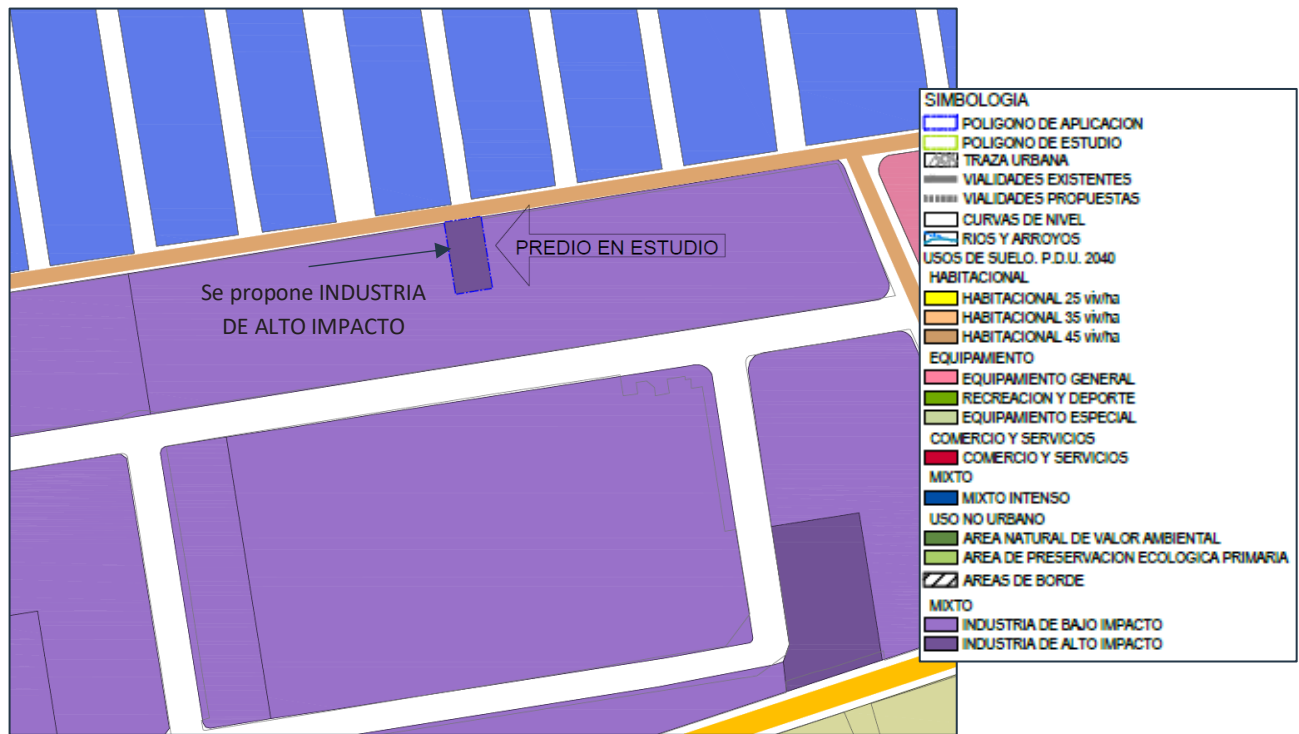 PREDIO EN ESTUDIO
Se propone INDUSTRIA
DE ALTO IMPACTO
SIMBOLOGIA
POLIGONO DE APLICACION
POLIGONO DE ESTUDIO
TRAZA URBANA
VIALIDADES EXISTENTES
VIALIDADES PROPUESTAS
CURVAS DE NIVEL
RIOS Y ARROYOS
USOS DE SUELO. P.D.U. 2040
HABITACIONAL
HABITACIONAL 25 viv/ha
HABITACIONAL 35 viv/ha
HABITACIONAL 45 viv/ha
EQUIPAMIENTO
EQUIPAMIENTO GENERAL
RECREACION Y DEPORTE
EQUIPAMIENTO ESPECIAL
COMERCIO Y SERVICIOS
COMERCIO Y SERVICIOS
MIXTO
MIXTO INTENSO
USO NO URBANO
AREA NATURAL DE VALOR AMBIENTAL
AREA DE PRESERVACION ECOLOGICA PRIMARIA
AREAS DE BORDE
MIXTO
INDUSTRIA DE BAJO IMPACTO
INDUSTRIA DE ALTO IMPACTO